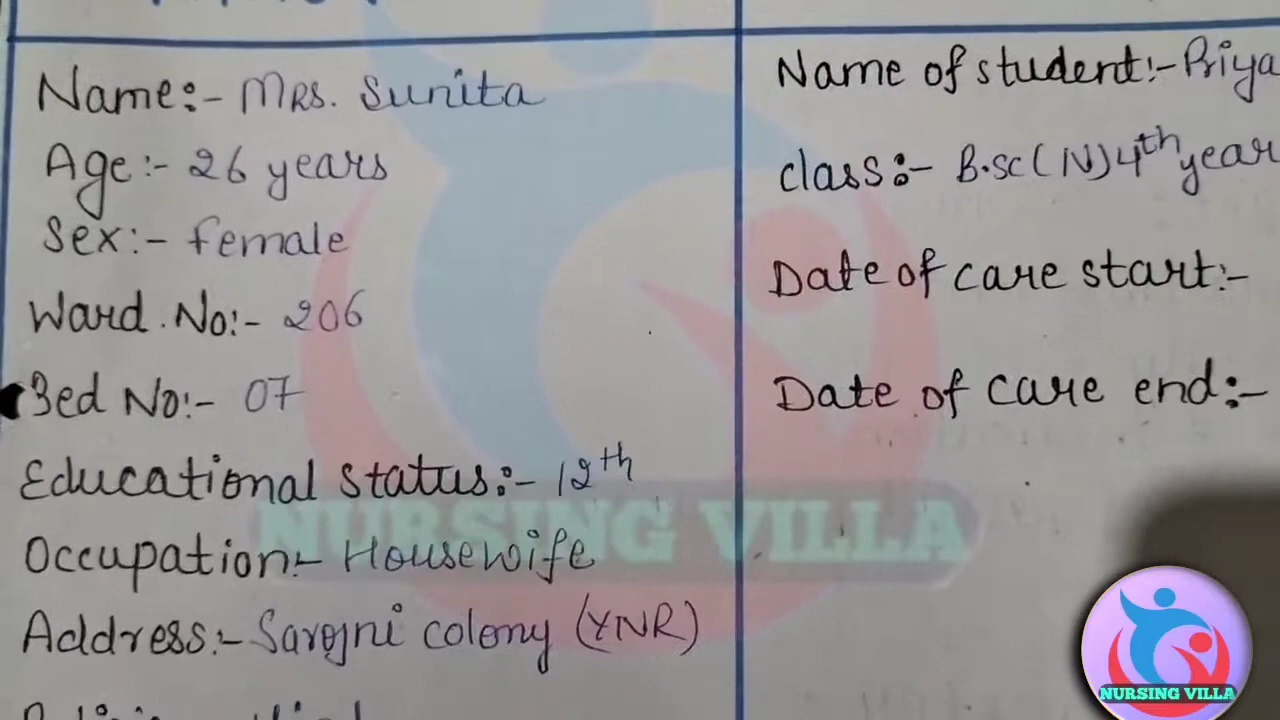 Name:- Mrs. Sunita
Age:- 26 years
Sex:- female
Ward.No:- 206
Bed No:- 07
Educational status:- 12th
Occupation:- Housewife
Address:- Sarojni colony (YNR)
Name of student:- Priya
class:- B.sc(N) 4th year
Date of care start:-
Date of care end:-
NURSING VILLA
NURSING VILLA